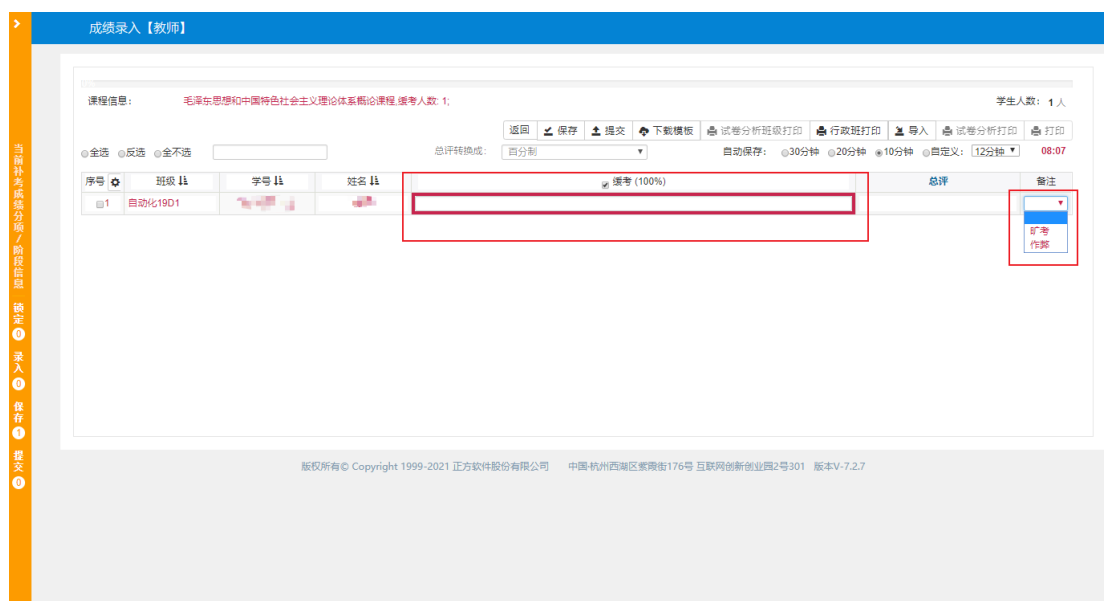 成绩录入【教师】
课程信息: 毛泽东思想和中国特色社会主义理论体系概论课程,缓考人数: 1; 学生人数: 1 人
返回 保存 提交 下载模板 试卷分析班级打印 行政班打印 导入 试卷分析打印 打印
全选 反选 全不选 总评转换成: 百分制 自动保存: 30分钟 20分钟 10分钟 自定义: 12分钟 08:07
序号 班级 学号 姓名 缓考 (100%) 总评 备注
1 自动化19D1
旷考
作弊
当前补考成绩分项/阶段信息
锁定 0
录入 0
保存 1
提交 0
版权所有© Copyright 1999-2021 正方软件股份有限公司 中国·杭州西湖区紫霞街176号 互联网创新创业园2号301 版本V-7.2.7